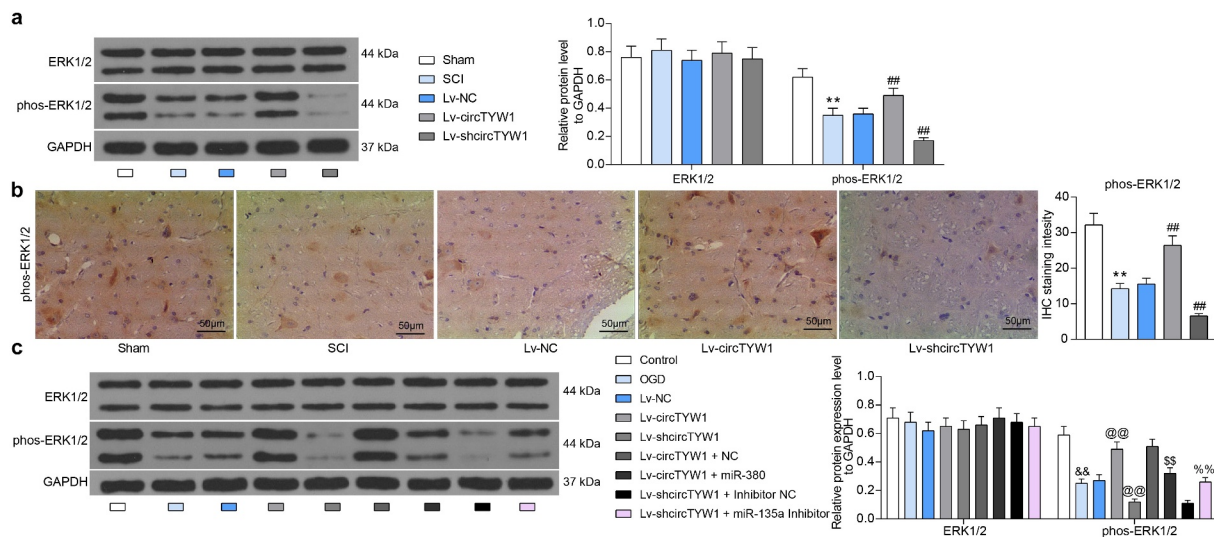 a
ERK1/2
44 kDa
phos-ERK1/2
44 kDa
GAPDH
37 kDa
Sham
SCI
Lv-NC
Lv-circTYW1
Lv-shcircTYW1
Relative protein level
to GAPDH
0.0
0.2
0.4
0.6
0.8
1.0
**
##
##
ERK1/2
phos-ERK1/2
b
phos-ERK1/2
50μm
50μm
50μm
50μm
50μm
Sham
SCI
Lv-NC
Lv-circTYW1
Lv-shcircTYW1
phos-ERK1/2
IHC staining intesity
0
10
20
30
40
**
##
##
c
ERK1/2
44 kDa
phos-ERK1/2
44 kDa
GAPDH
37 kDa
Control
OGD
Lv-NC
Lv-circTYW1
Lv-shcircTYW1
Lv-circTYW1 + NC
Lv-circTYW1 + miR-380
Lv-shcircTYW1 + Inhibitor NC
Lv-shcircTYW1 + miR-135a Inhibitor
Relative protein expression level
to GAPDH
0.0
0.2
0.4
0.6
0.8
1.0
&&
@@
@@
$$
%%
ERK1/2
phos-ERK1/2